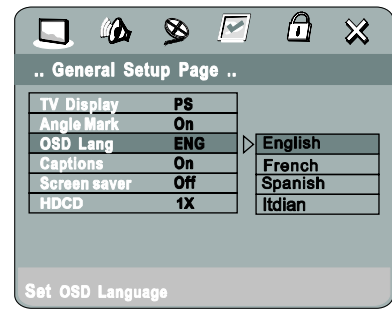 .. General Setup Page ..
TV Display PS
Angle Mark On
OSD Lang ENG
Captions On
Screen saver Off
HDCD 1X
English
French
Spanish
Itdian
Set OSD Language